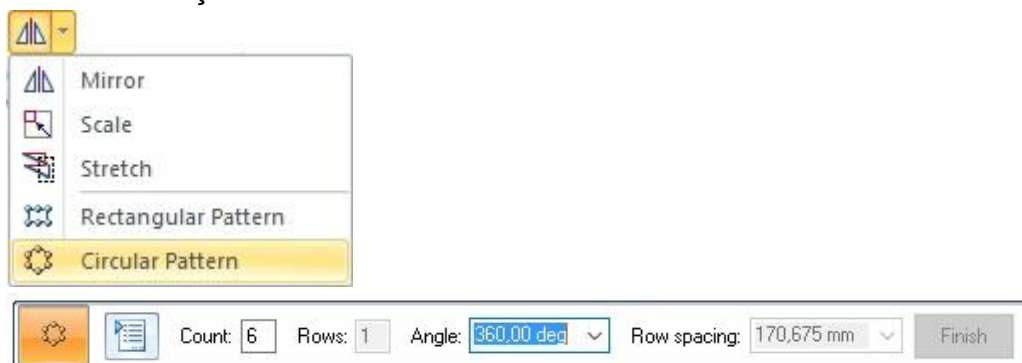 Mirror
Scale
Stretch
Rectangular Pattern
Circular Pattern
Count: 6 Rows: 1 Angle: 360,00 deg Row spacing: 170,675 mm Finish